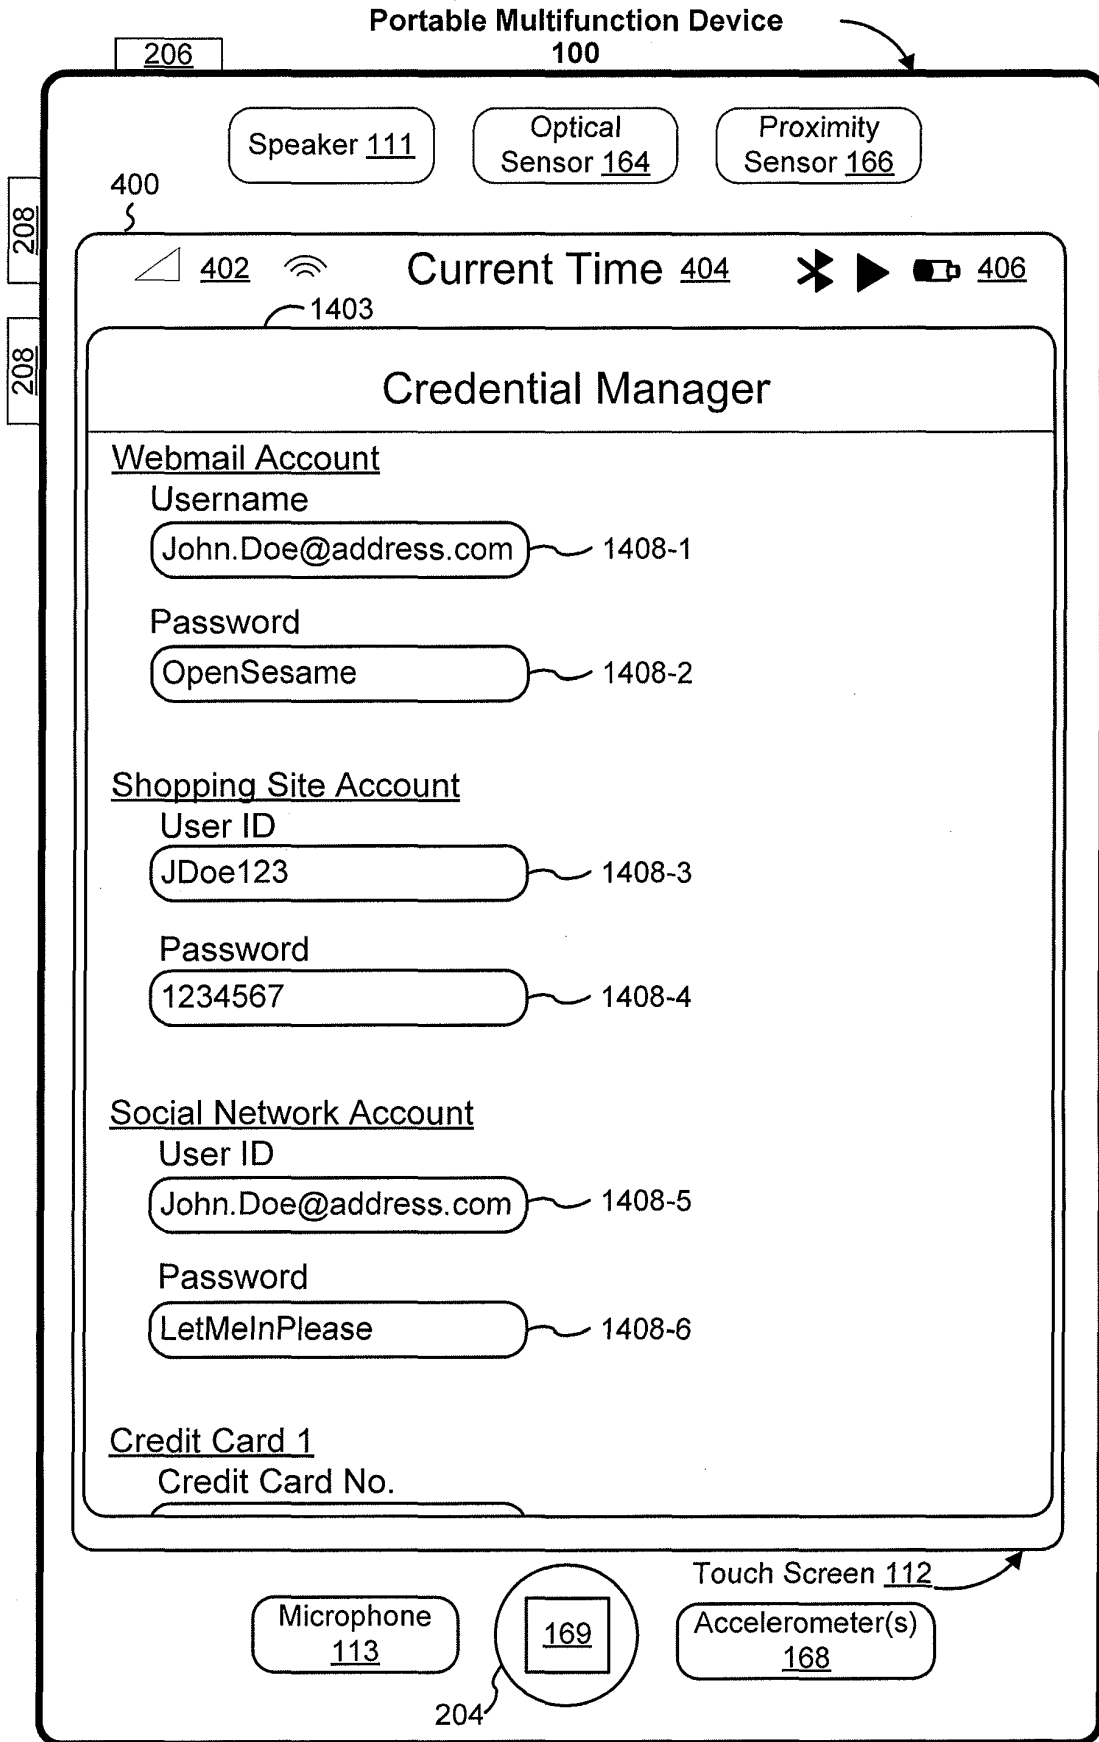 Portable Multifunction Device
100
206
Speaker 111
Optical
Sensor 164
Proximity
Sensor 166
400
208
402
Current Time 404
406
1403
208
Credential Manager
Webmail Account
Username
John.Doe@address.com
1408-1
Password
OpenSesame
1408-2
Shopping Site Account
User ID
JDoe123
1408-3
Password
1234567
1408-4
Social Network Account
User ID
John.Doe@address.com
1408-5
Password
LetMeInPlease
1408-6
Credit Card 1
Credit Card No.
Touch Screen 112
Microphone
113
169
Accelerometer(s)
168
204